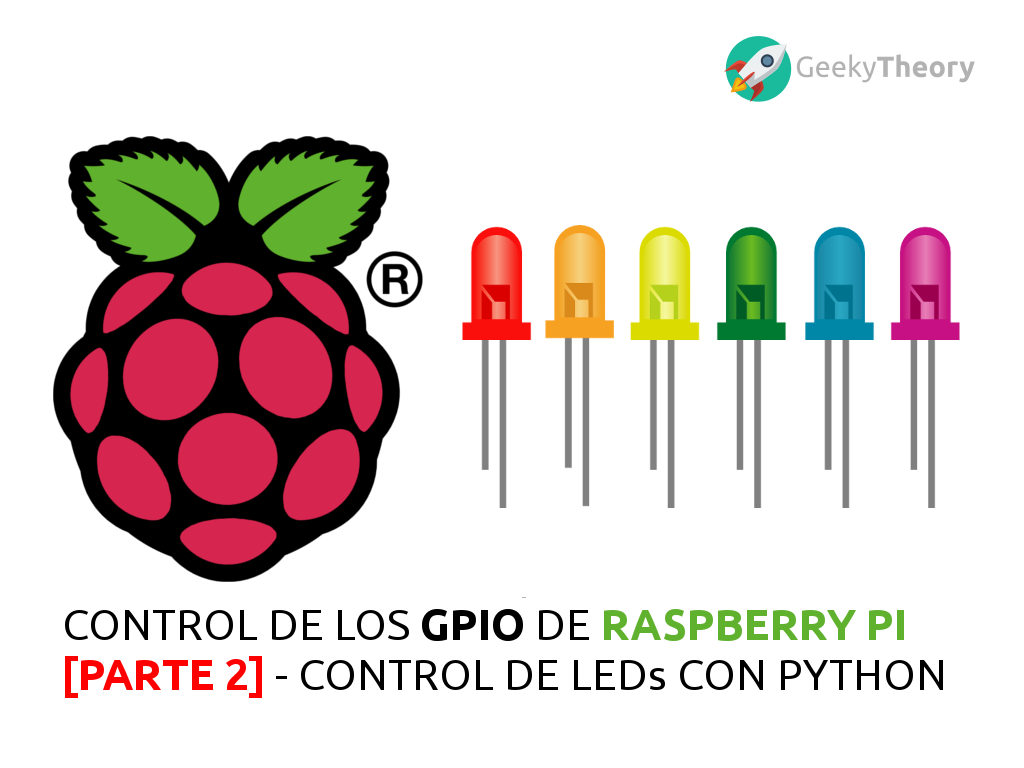 GeekyTheory
®
CONTROL DE LOS GPIO DE RASPBERRY PI
[PARTE 2] - CONTROL DE LEDs CON PYTHON